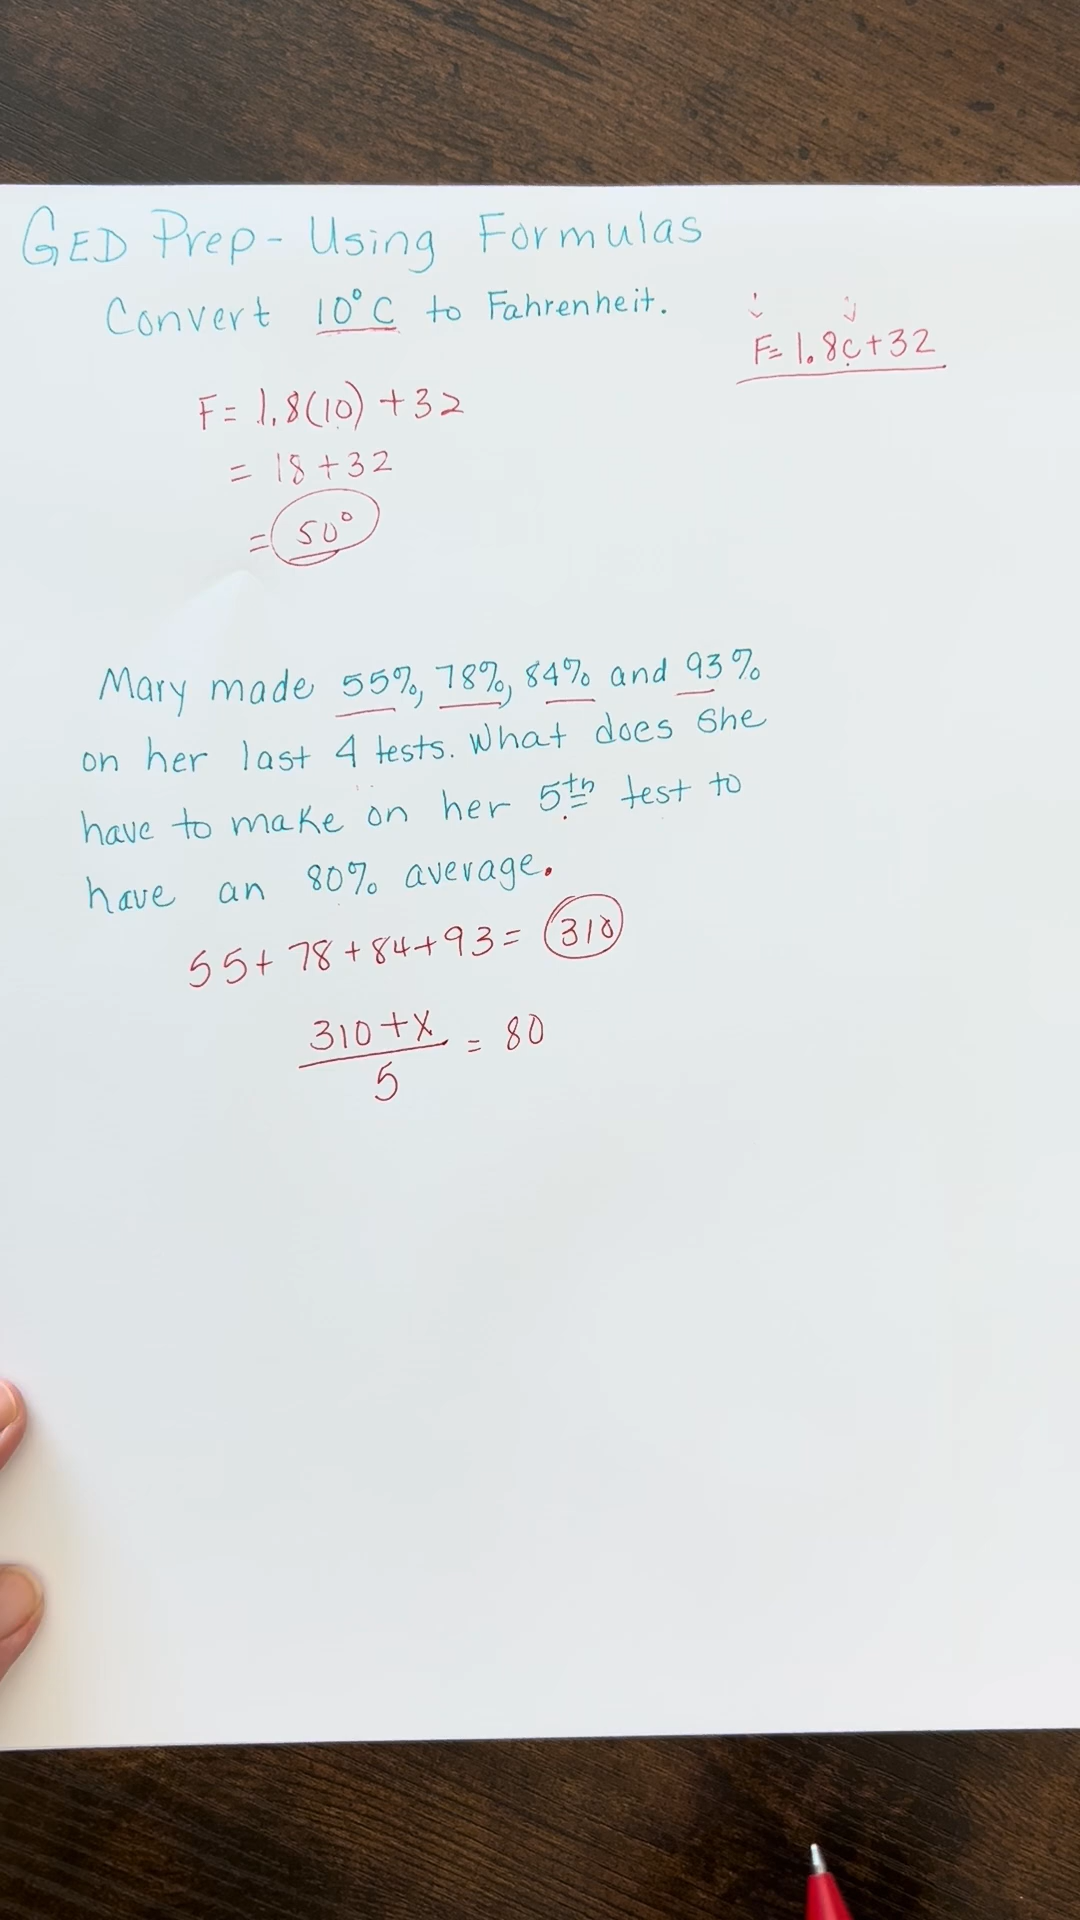 GED Prep - Using Formulas
Convert 10°C to Fahrenheit.
F = 1.8C + 32
F = 1.8(10) + 32
= 18 + 32
= 50°
Mary made 55%, 78%, 84% and 93%
on her last 4 tests. What does she
have to make on her 5th test to
have an 80% average.
55 + 78 + 84 + 93 = 310
310 + x
= 80
5